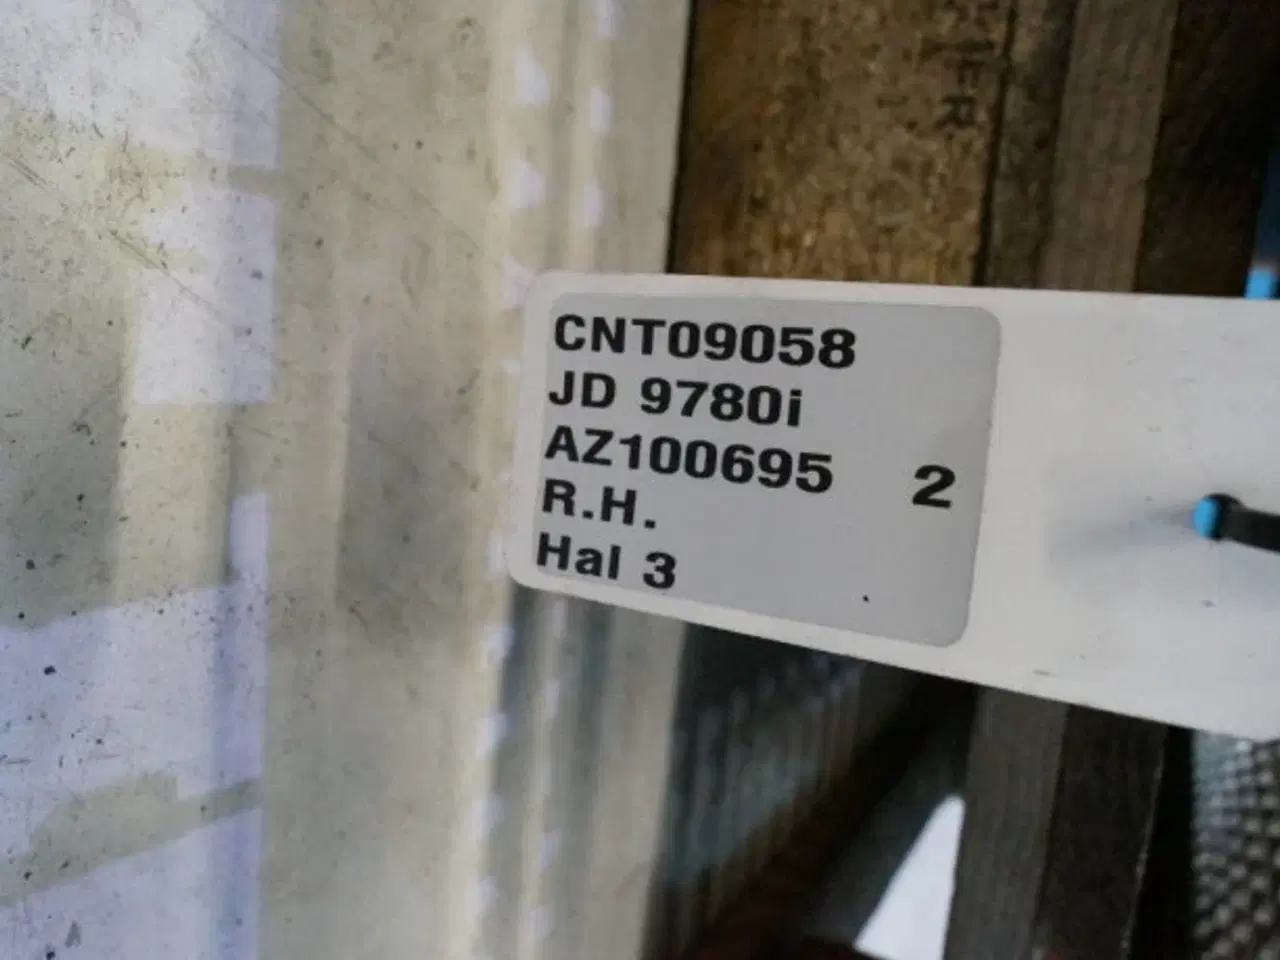 CNT09058
JD 9780i
AZ100695 2
R.H.
Hal 3